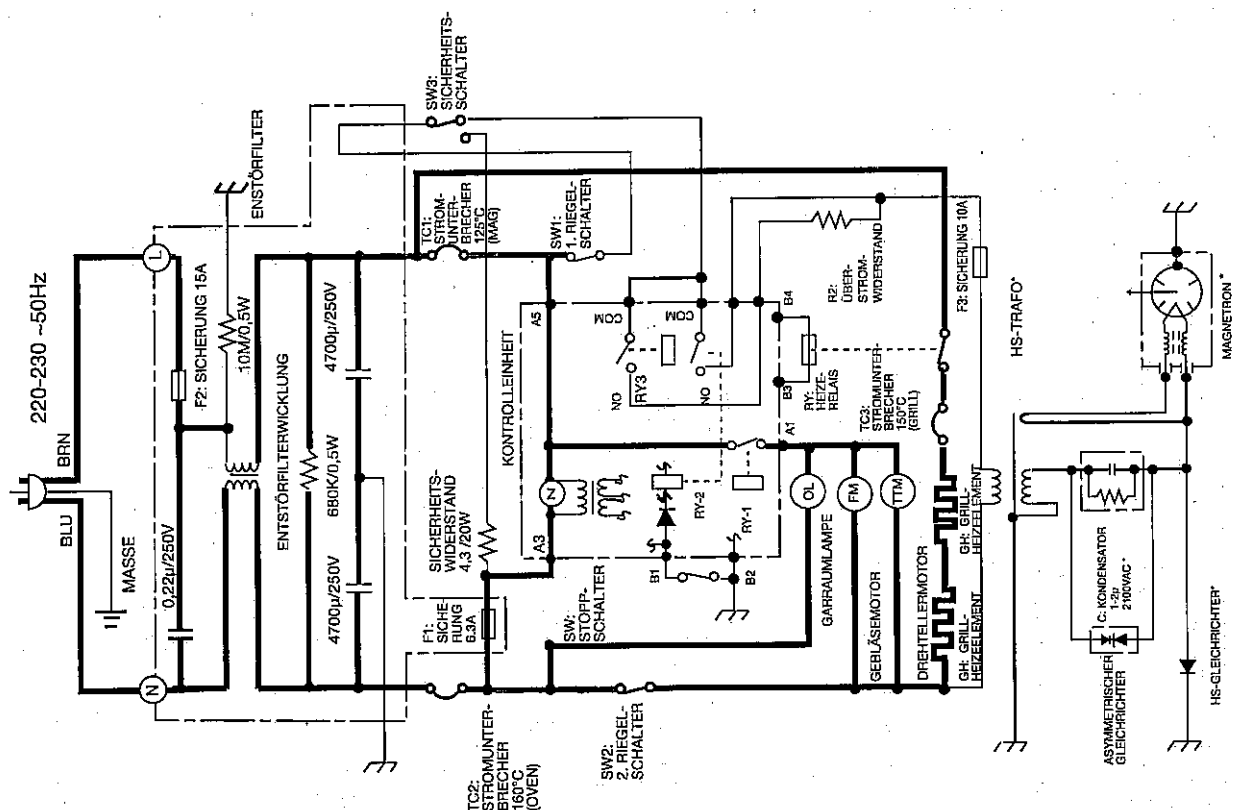 220-230 ~50Hz
BRN
BLU
MASSE
L
N
F2: SICHERUNG 15A
0,22µ/250V
10M/0,5W
ENSTÖRFILTER
ENTSTÖRFILTERWICKLUNG
680K/0,5W
4700µ/250V
4700µ/250V
SW3:
SICHERHEITS-
SCHALTER
TC1:
STROM-
UNTER-
BRECHER
125°C
(MAG)
SW1:
1. RIEGEL-
SCHALTER
SICHERHEITS-
WIDERSTAND
4,3 /20W
F1:
SICHE-
RUNG
6.3A
TC2:
STROMUNTER-
BRECHER
160°C
(OVEN)
SW:
STOPP-
SCHALTER
SW2:
2. RIEGEL-
SCHALTER
KONTROLLEINHEIT
A5
A3
N
COM
COM
NO
NO
RY3
RY-2
RY-1
B1
B2
B3
B4
A1
R2:
ÜBER-
STROM-
WIDERSTAND
RY:
HEIZE-
RELAIS
TC3:
STROMUNTER-
BRECHER
150°C
(GRILL)
OL
GARRAUMLAMPE
FM
GEBLÄSEMOTOR
TTM
DREHTELLERMOTOR
GH: GRILL-
HEIZELEMENT
GH: GRILL-
HEIZELEMENT
F3: SICHERUNG 10A
HS-TRAFO*
C: KONDENSATOR
1-2µ
2100VAC *
ASYMMETRISCHER
GLEICHRICHTER
HS-GLEICHRICHTER*
MAGNETRON *